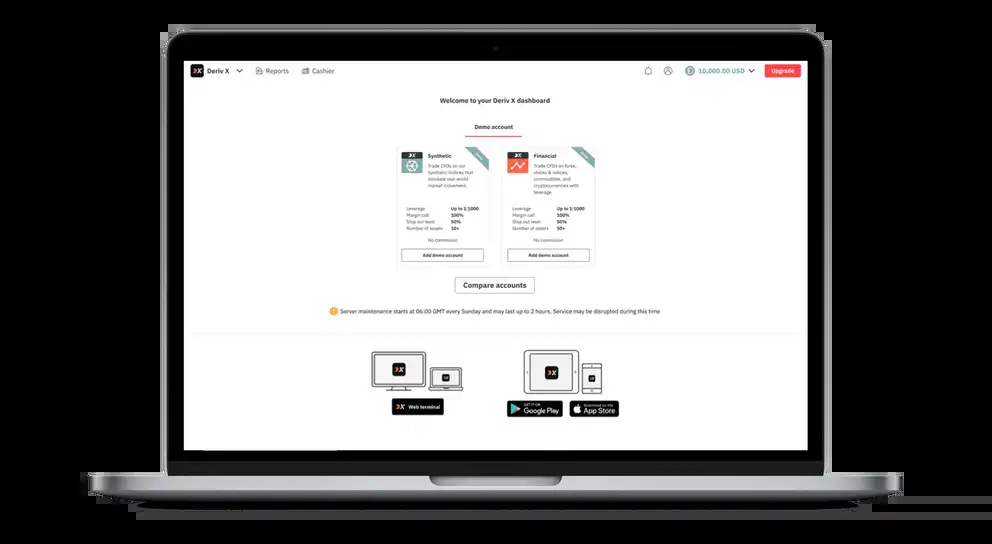 Deriv X
Reports
Cashier
10,000.00 USD
Upgrade
Welcome to your Deriv X dashboard
Demo account
Synthetic
Trade CFDs on our
Synthetic Indices that
simulate real-world
market movement.
Leverage Up to 1:1000
Margin call 100%
Stop out level 50%
Number of assets 10+
No commission
Add demo account
Financial
Trade CFDs on forex,
stocks & indices,
commodities, and
cryptocurrencies with
leverage.
Leverage Up to 1:1000
Margin call 100%
Stop out level 50%
Number of assets 50+
No commission
Add demo account
Compare accounts
Server maintenance starts at 06:00 GMT every Sunday and may last up to 2 hours. Service may be disrupted during this time
Web terminal
GET IT ON
Google Play
Download on the
App Store